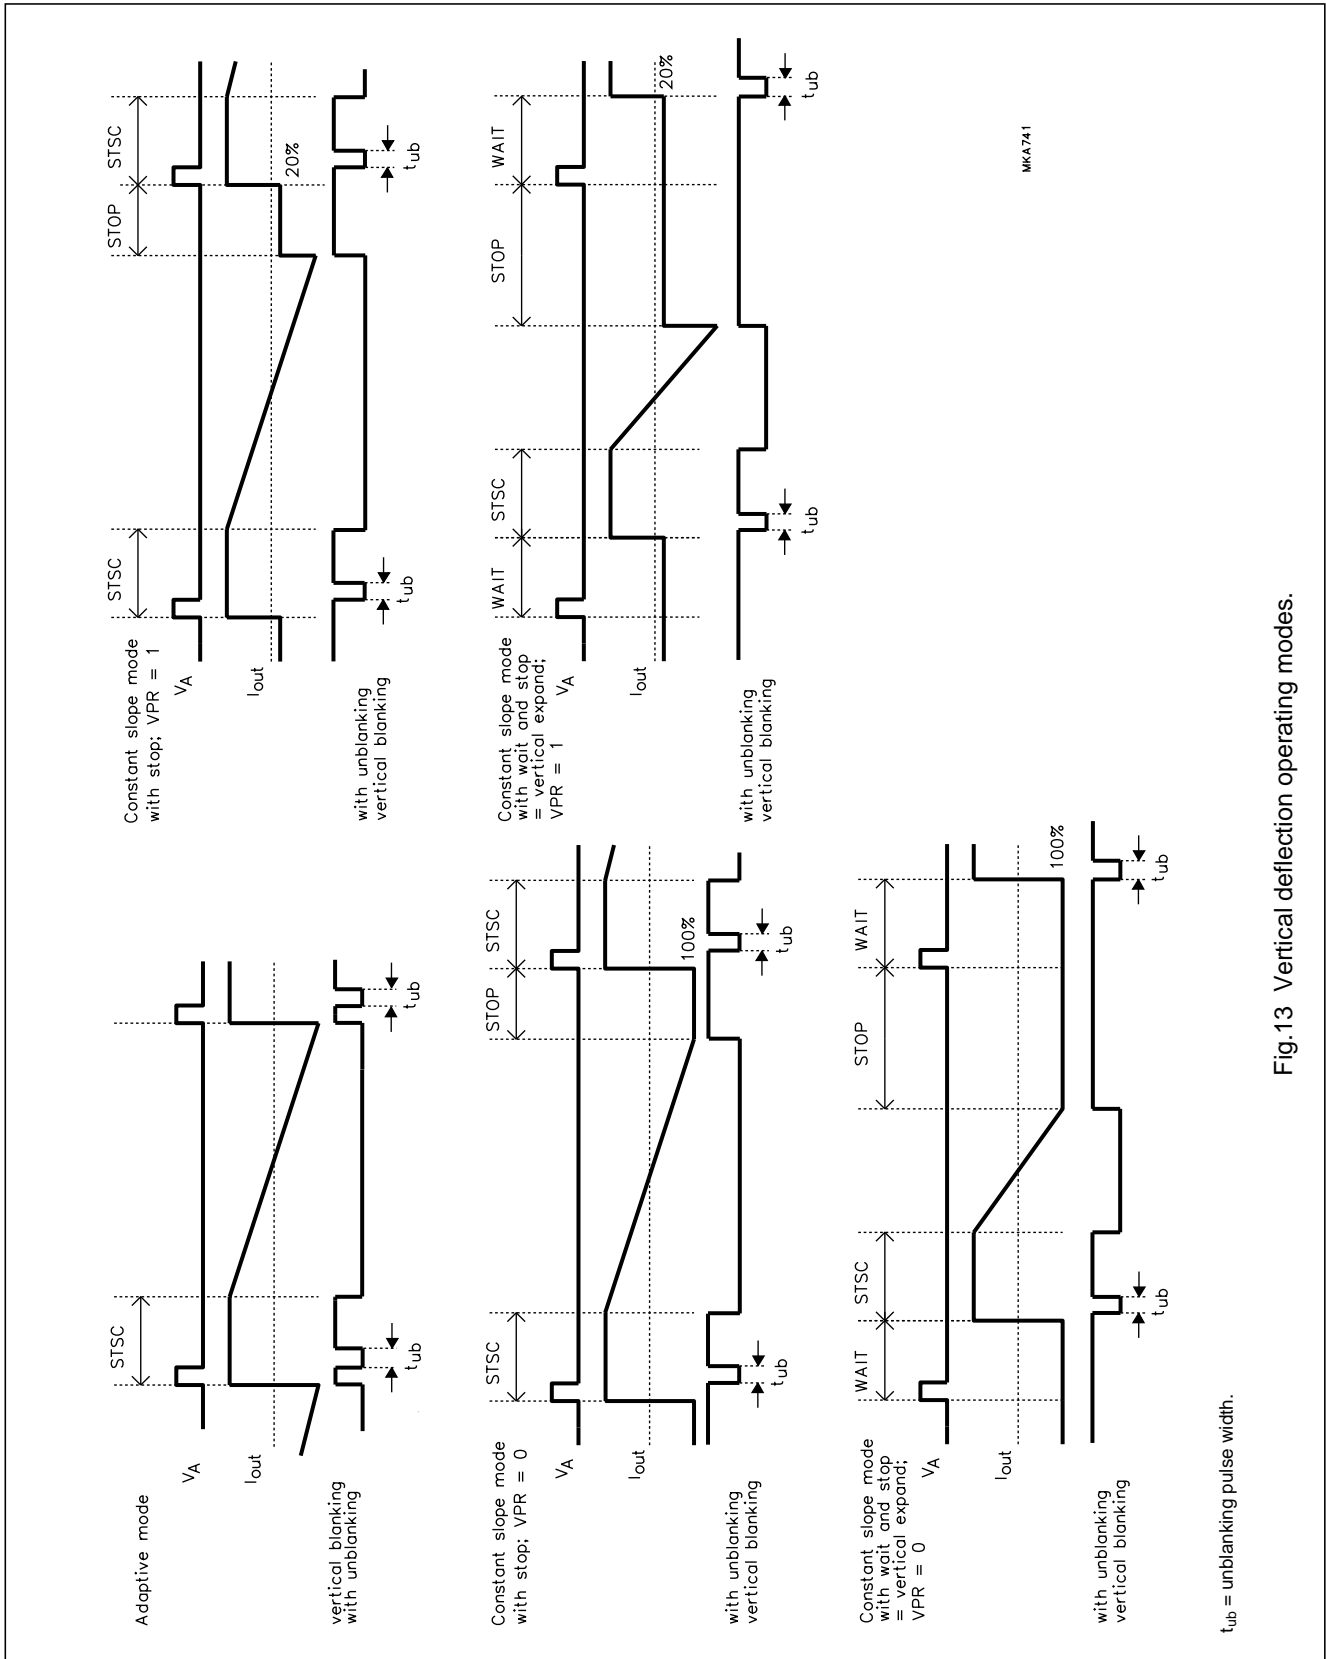 Adaptive mode
VA
Iout
vertical blanking
with unblanking
STSC
tub
tub
Constant slope mode
with stop; VPR = 1
VA
Iout
with unblanking
vertical blanking
STSC
STOP
STSC
20%
tub
tub
Constant slope mode
with stop; VPR = 0
VA
Iout
with unblanking
vertical blanking
STSC
STOP
STSC
100%
tub
tub
Constant slope mode
with wait and stop
= vertical expand;
VPR = 1
VA
Iout
with unblanking
vertical blanking
WAIT
STSC
STOP
WAIT
20%
tub
tub
Constant slope mode
with wait and stop
= vertical expand;
VPR = 0
VA
Iout
with unblanking
vertical blanking
WAIT
STSC
STOP
WAIT
100%
tub
tub
MKA741
tub = unblanking pulse width.
Fig.13 Vertical deflection operating modes.